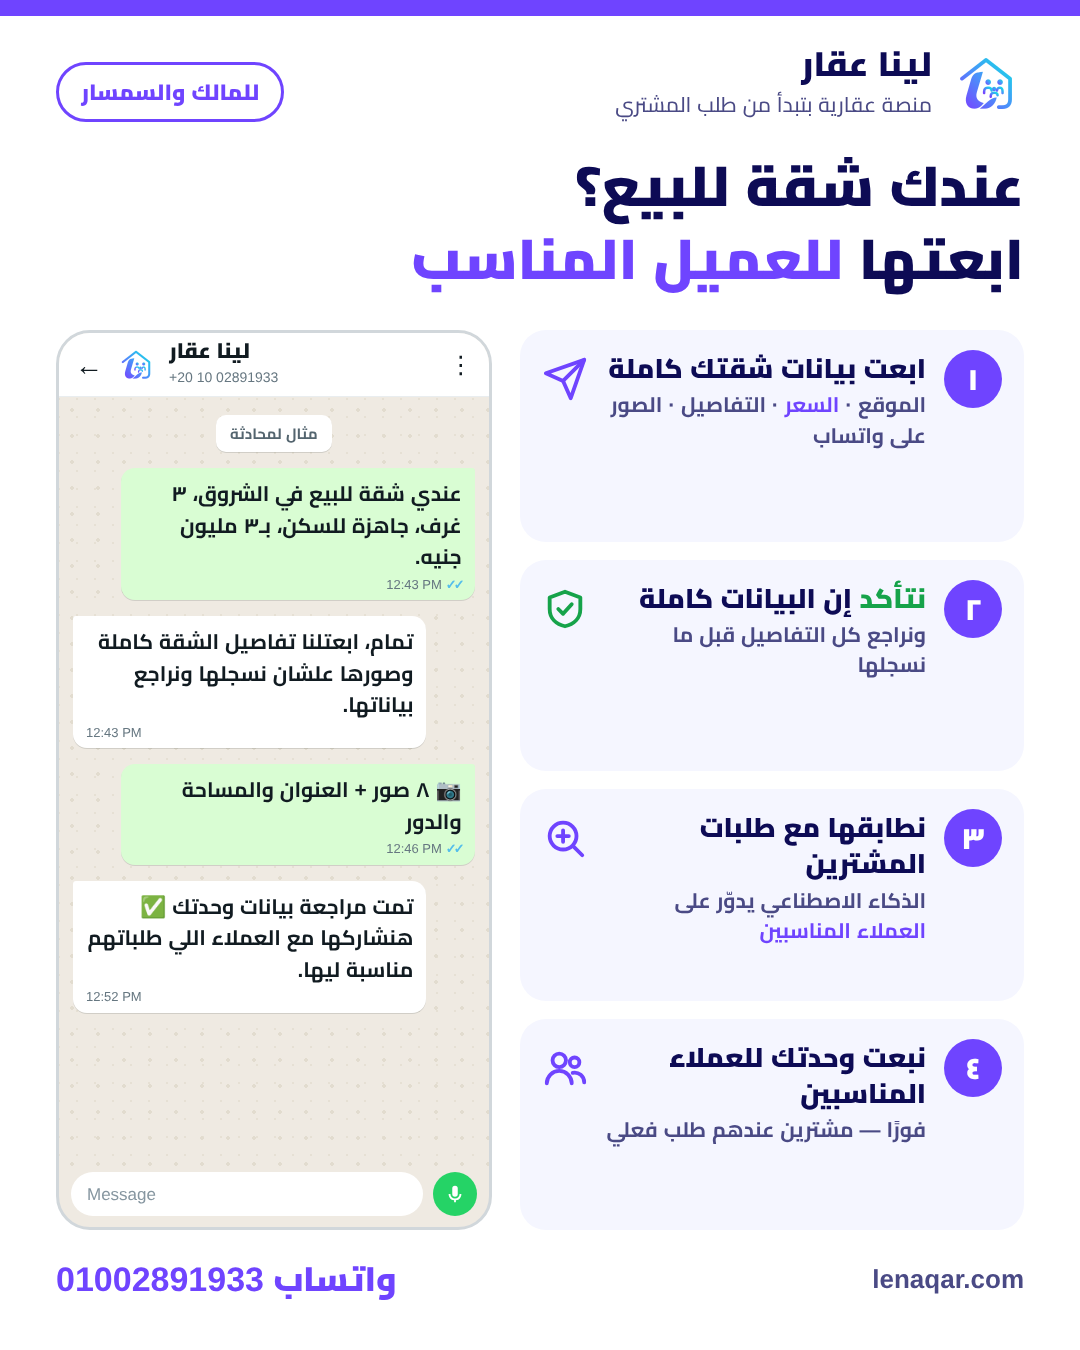 لينا عقار
منصة عقارية بتبدأ من طلب المشتري
للمالك والسمسار
عندك شقة للبيع؟
ابعتها للعميل المناسب
١
ابعت بيانات شقتك كاملة
الموقع · السعر · التفاصيل · الصور
على واتساب
٢
نتأكد إن البيانات كاملة
ونراجع كل التفاصيل قبل ما
نسجلها
٣
نطابقها مع طلبات
المشترين
الذكاء الاصطناعي يدوّر على
العملاء المناسبين
٤
نبعت وحدتك للعملاء
المناسبين
فورًا — مشترين عندهم طلب فعلي
لينا عقار
+20 10 02891933
مثال لمحادثة
عندي شقة للبيع في الشروق، ٣
غرف، جاهزة للسكن، بـ٣ مليون
جنيه.
12:43 PM ✓✓
تمام، ابعتلنا تفاصيل الشقة كاملة
وصورها علشان نسجلها ونراجع
بياناتها.
12:43 PM
📷 ٨ صور + العنوان والمساحة
والدور
12:46 PM ✓✓
تمت مراجعة بيانات وحدتك ✅
هنشاركها مع العملاء اللي طلباتهم
مناسبة ليها.
12:52 PM
Message
واتساب 01002891933
lenaqar.com